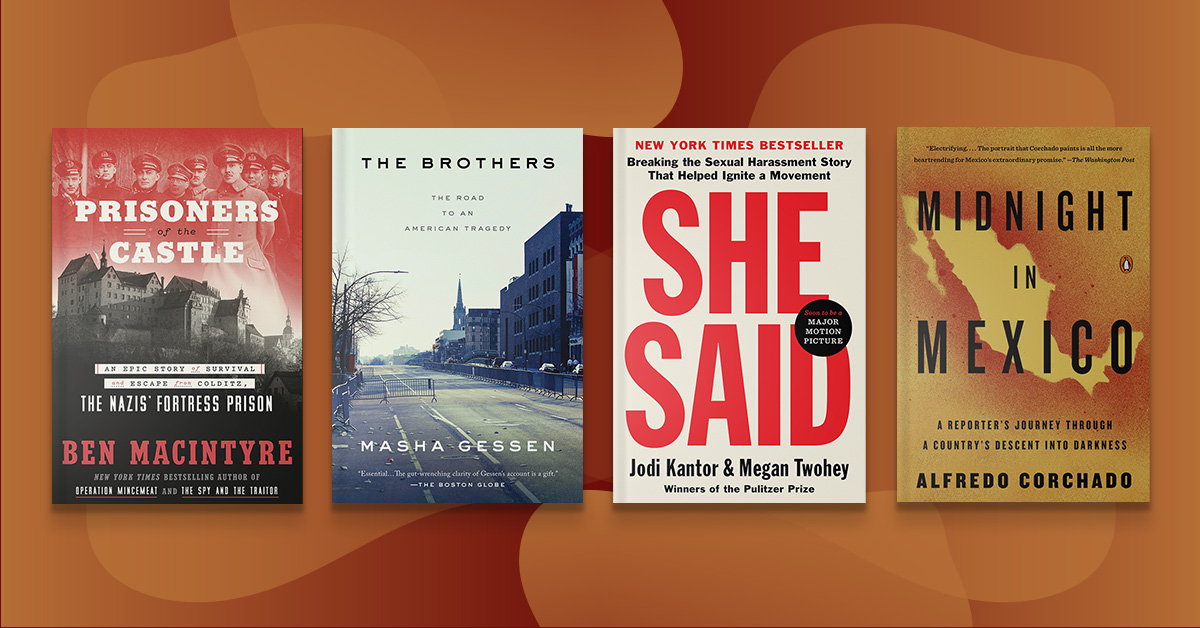 PRISONERS
of the
CASTLE
AN EPIC STORY of SURVIVAL
and ESCAPE from COLDITZ,
THE NAZIS' FORTRESS PRISON
BEN MACINTYRE
NEW YORK TIMES BESTSELLING AUTHOR OF
OPERATION MINCEMEAT AND THE SPY AND THE TRAITOR
THE BROTHERS
THE ROAD
TO AN
AMERICAN TRAGEDY
MASHA GESSEN
"Essential...The gut-wrenching clarity of Gessen's account is a gift."
—THE BOSTON GLOBE
NEW YORK TIMES BESTSELLER
Breaking the Sexual Harassment Story
That Helped Ignite a Movement
SHE
SAID
Soon to be a
MAJOR
MOTION
PICTURE
Jodi Kantor & Megan Twohey
Winners of the Pulitzer Prize
"Electrifying. . . . The portrait that Corchado paints is all the more
heartrending for Mexico's extraordinary promise." —The Washington Post
MIDNIGHT
IN
MEXICO
A REPORTER'S JOURNEY THROUGH
A COUNTRY'S DESCENT INTO DARKNESS
ALFREDO CORCHADO